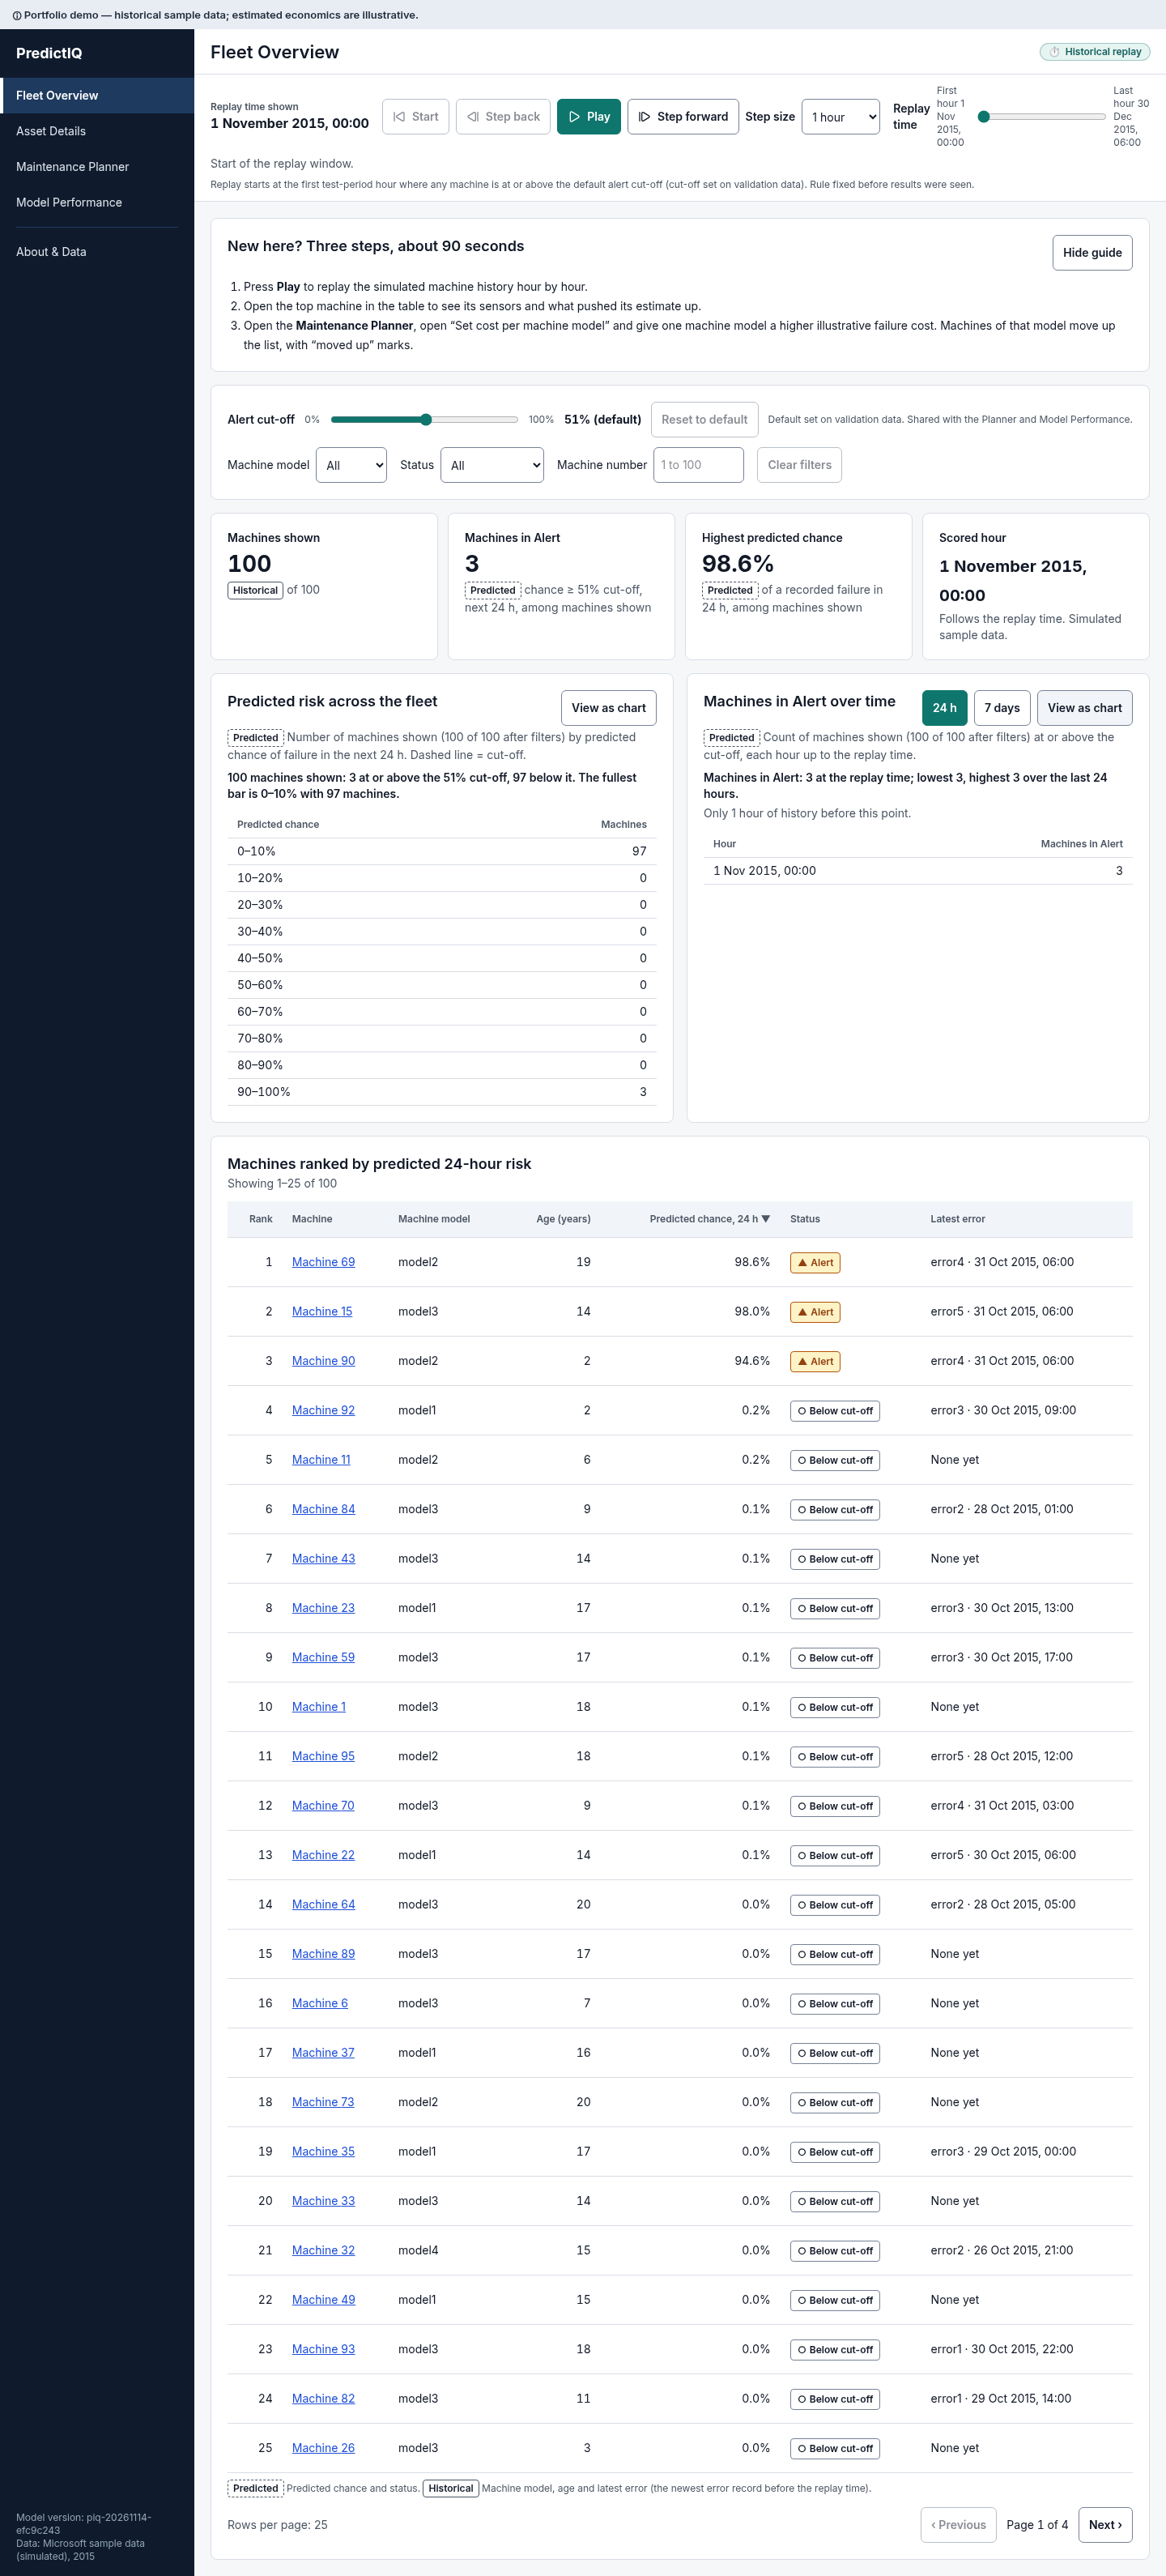 Portfolio demo — historical sample data; estimated economics are illustrative.
PredictIQ
Fleet Overview
Asset Details
Maintenance Planner
Model Performance
About & Data
Model version: piq-20261114-
efc9c243
Data: Microsoft sample data
(simulated), 2015
Fleet Overview
Historical replay
Replay time shown
1 November 2015, 00:00
Start
Step back
Play
Step forward
Step size
1 hour
Replay
time
First
hour 1
Nov
2015,
00:00
Last
hour 30
Dec
2015,
06:00
Start of the replay window.
Replay starts at the first test-period hour where any machine is at or above the default alert cut-off (cut-off set on validation data). Rule fixed before results were seen.
New here? Three steps, about 90 seconds
Hide guide
1. Press Play to replay the simulated machine history hour by hour.
2. Open the top machine in the table to see its sensors and what pushed its estimate up.
3. Open the Maintenance Planner, open “Set cost per machine model” and give one machine model a higher illustrative failure cost. Machines of that model move up
the list, with “moved up” marks.
Alert cut-off 0% 100% 51% (default) Reset to default Default set on validation data. Shared with the Planner and Model Performance.
Machine model All Status All Machine number 1 to 100 Clear filters
Machines shown
100
Historical of 100
Machines in Alert
3
Predicted chance ≥ 51% cut-off,
next 24 h, among machines shown
Highest predicted chance
98.6%
Predicted of a recorded failure in
24 h, among machines shown
Scored hour
1 November 2015,
00:00
Follows the replay time. Simulated
sample data.
Predicted risk across the fleet
View as chart
Predicted Number of machines shown (100 of 100 after filters) by predicted
chance of failure in the next 24 h. Dashed line = cut-off.
100 machines shown: 3 at or above the 51% cut-off, 97 below it. The fullest
bar is 0–10% with 97 machines.
Predicted chance Machines
0–10% 97
10–20% 0
20–30% 0
30–40% 0
40–50% 0
50–60% 0
60–70% 0
70–80% 0
80–90% 0
90–100% 3
Machines in Alert over time
24 h
7 days
View as chart
Predicted Count of machines shown (100 of 100 after filters) at or above the
cut-off, each hour up to the replay time.
Machines in Alert: 3 at the replay time; lowest 3, highest 3 over the last 24
hours.
Only 1 hour of history before this point.
Hour Machines in Alert
1 Nov 2015, 00:00 3
Machines ranked by predicted 24-hour risk
Showing 1–25 of 100
Rank Machine Machine model Age (years) Predicted chance, 24 h ▼ Status Latest error
1 Machine 69 model2 19 98.6% ▲ Alert error4 · 31 Oct 2015, 06:00
2 Machine 15 model3 14 98.0% ▲ Alert error5 · 31 Oct 2015, 06:00
3 Machine 90 model2 2 94.6% ▲ Alert error4 · 31 Oct 2015, 06:00
4 Machine 92 model1 2 0.2% Below cut-off error3 · 30 Oct 2015, 09:00
5 Machine 11 model2 6 0.2% Below cut-off None yet
6 Machine 84 model3 9 0.1% Below cut-off error2 · 28 Oct 2015, 01:00
7 Machine 43 model3 14 0.1% Below cut-off None yet
8 Machine 23 model1 17 0.1% Below cut-off error3 · 30 Oct 2015, 13:00
9 Machine 59 model3 17 0.1% Below cut-off error3 · 30 Oct 2015, 17:00
10 Machine 1 model3 18 0.1% Below cut-off None yet
11 Machine 95 model2 18 0.1% Below cut-off error5 · 28 Oct 2015, 12:00
12 Machine 70 model3 9 0.1% Below cut-off error4 · 31 Oct 2015, 03:00
13 Machine 22 model1 14 0.1% Below cut-off error5 · 30 Oct 2015, 06:00
14 Machine 64 model3 20 0.0% Below cut-off error2 · 28 Oct 2015, 05:00
15 Machine 89 model3 17 0.0% Below cut-off None yet
16 Machine 6 model3 7 0.0% Below cut-off None yet
17 Machine 37 model1 16 0.0% Below cut-off None yet
18 Machine 73 model2 20 0.0% Below cut-off None yet
19 Machine 35 model1 17 0.0% Below cut-off error3 · 29 Oct 2015, 00:00
20 Machine 33 model3 14 0.0% Below cut-off None yet
21 Machine 32 model4 15 0.0% Below cut-off error2 · 26 Oct 2015, 21:00
22 Machine 49 model1 15 0.0% Below cut-off None yet
23 Machine 93 model3 18 0.0% Below cut-off error1 · 30 Oct 2015, 22:00
24 Machine 82 model3 11 0.0% Below cut-off error1 · 29 Oct 2015, 14:00
25 Machine 26 model3 3 0.0% Below cut-off None yet
Predicted Predicted chance and status. Historical Machine model, age and latest error (the newest error record before the replay time).
Rows per page: 25
‹ Previous Page 1 of 4 Next ›